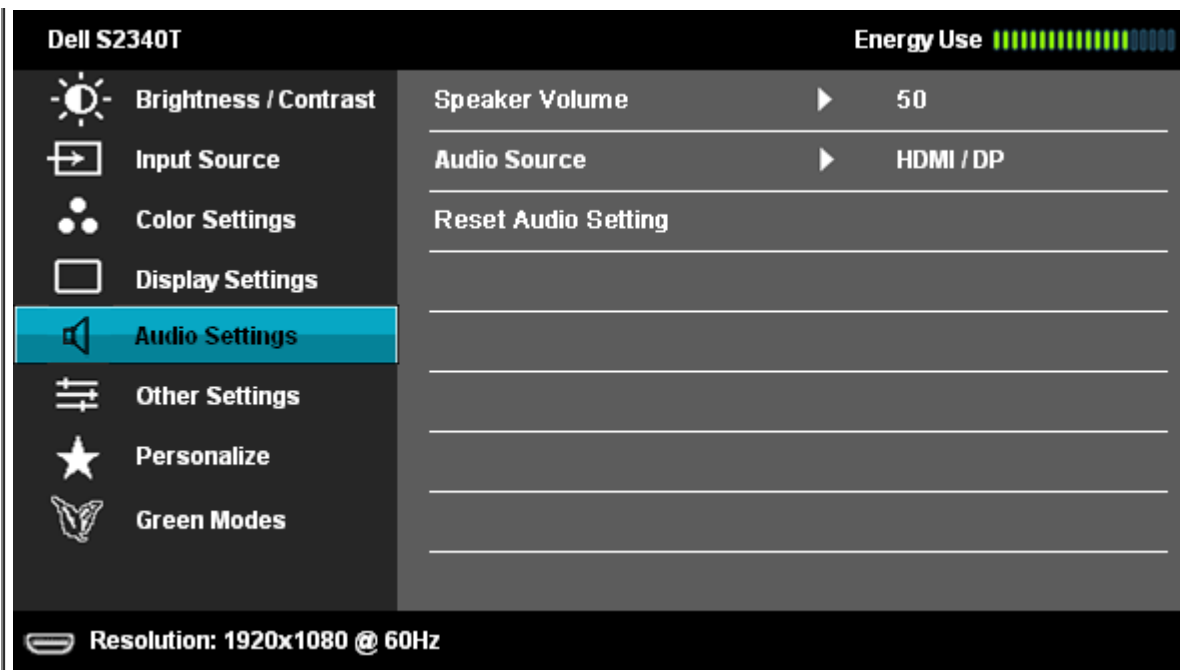 Dell S2340T Energy Use
Brightness / Contrast Speaker Volume 50
Input Source Audio Source HDMI / DP
Color Settings Reset Audio Setting
Display Settings
Audio Settings
Other Settings
Personalize
Green Modes
Resolution: 1920x1080 @ 60Hz